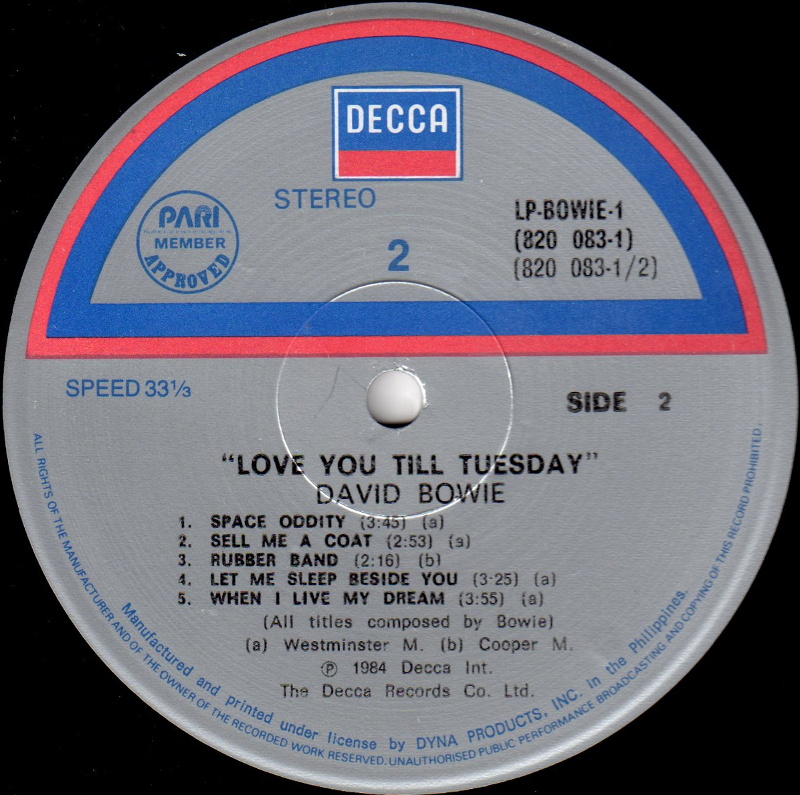 DECCA
STEREO
PARI
MEMBER
APPROVED
2
LP-BOWIE-1
(820 083-1)
(820 083-1/2)
SPEED 33⅓
SIDE 2
"LOVE YOU TILL TUESDAY"
DAVID BOWIE
1. SPACE ODDITY (3:45) (a)
2. SELL ME A COAT (2:53) (a)
3. RUBBER BAND (2:16) (b)
4. LET ME SLEEP BESIDE YOU (3:25) (a)
5. WHEN I LIVE MY DREAM (3:55) (a)
(All titles composed by Bowie)
(a) Westminster M. (b) Cooper M.
℗ 1984 Decca Int.
The Decca Records Co. Ltd.
Manufactured and printed under license by DYNA PRODUCTS, INC. in the Philippines.
ALL RIGHTS OF THE MANUFACTURER AND OF THE OWNER OF THE RECORDED WORK RESERVED. UNAUTHORISED PUBLIC PERFORMANCE BROADCASTING AND COPYING OF THIS RECORD PROHIBITED.